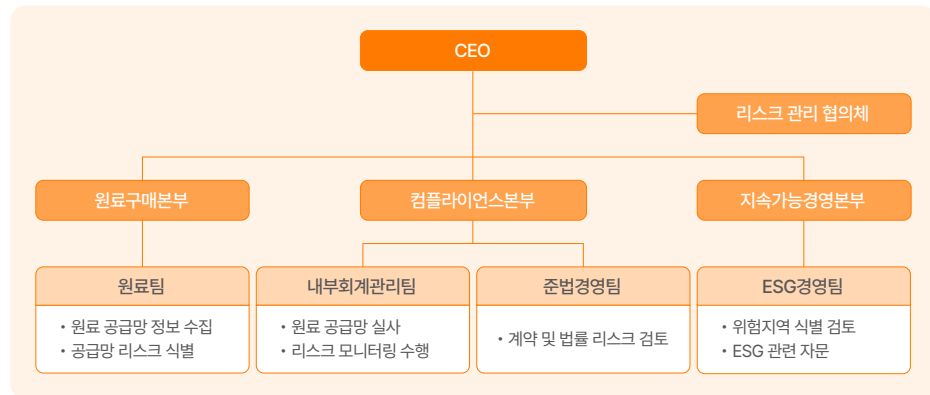 CEO
리스크 관리 협의체
원료구매본부
컴플라이언스본부
지속가능경영본부
원료팀
• 원료 공급망 정보 수집
• 공급망 리스크 식별
내부회계관리팀
• 원료 공급망 실사
• 리스크 모니터링 수행
준법경영팀
• 계약 및 법률 리스크 검토
ESG경영팀
• 위험지역 식별 검토
• ESG 관련 자문